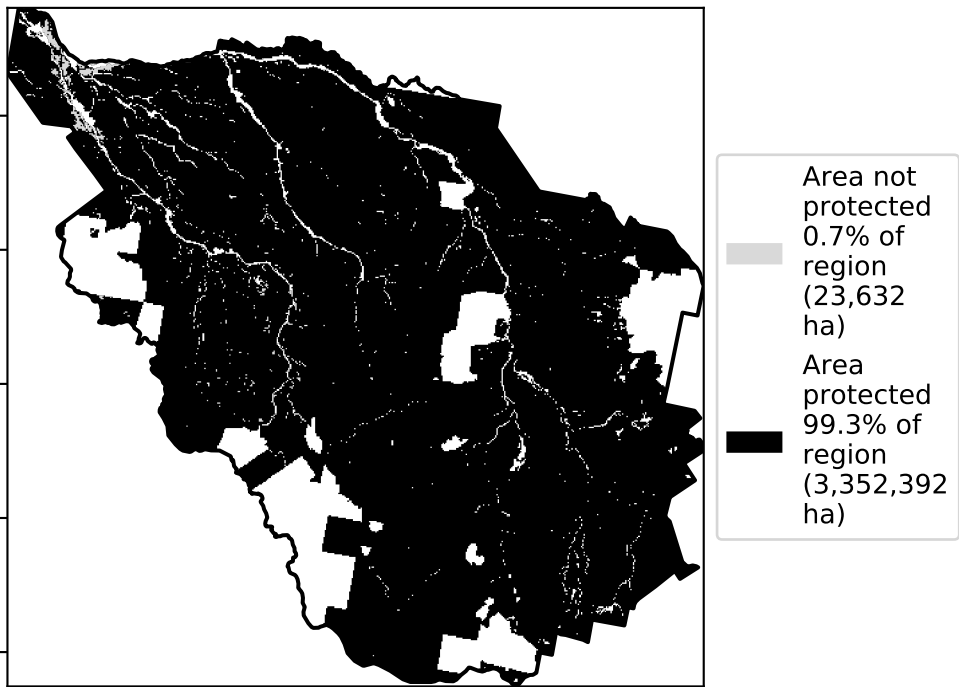 Area not
protected
0.7% of
region
(23,632
ha)
Area
protected
99.3% of
region
(3,352,392
ha)